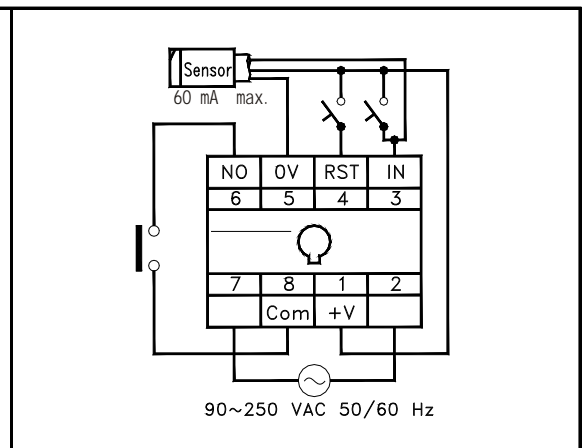 Sensor
60 mA max.
NO 0V RST IN
6 5 4 3
7 8 1 2
Com +V
90~250 VAC 50/60 Hz